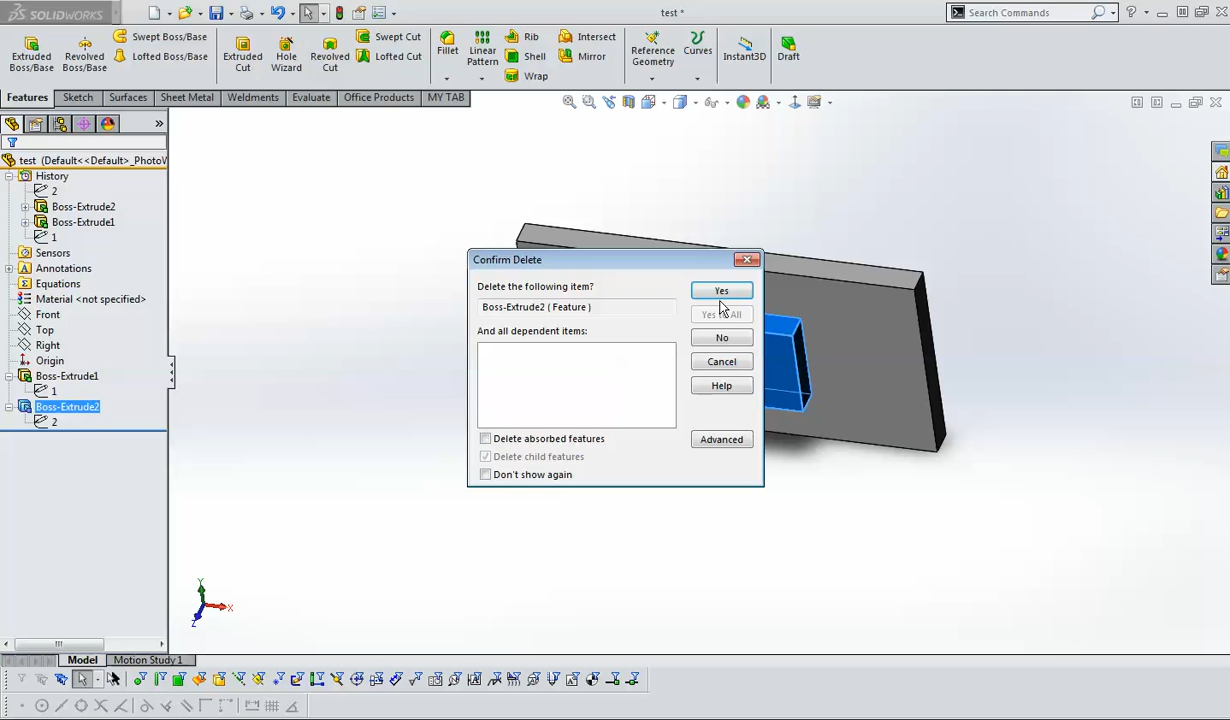 SOLIDWORKS
test *
Search Commands
Extruded Boss/Base
Revolved Boss/Base
Swept Boss/Base
Lofted Boss/Base
Extruded Cut
Hole Wizard
Revolved Cut
Swept Cut
Lofted Cut
Fillet
Linear Pattern
Rib
Shell
Wrap
Intersect
Mirror
Reference Geometry
Curves
Instant3D
Draft
Features
Sketch
Surfaces
Sheet Metal
Weldments
Evaluate
Office Products
MY TAB
test (Default<<Default>_PhotoV
History
2
Boss-Extrude2
Boss-Extrude1
1
Sensors
Annotations
Equations
Material <not specified>
Front
Top
Right
Origin
Boss-Extrude1
1
Boss-Extrude2
2
Confirm Delete
Delete the following item?
Boss-Extrude2 ( Feature )
And all dependent items:
Delete absorbed features
Delete child features
Don't show again
Yes
No
Cancel
Help
Advanced
Y
X
Z
Model
Motion Study 1